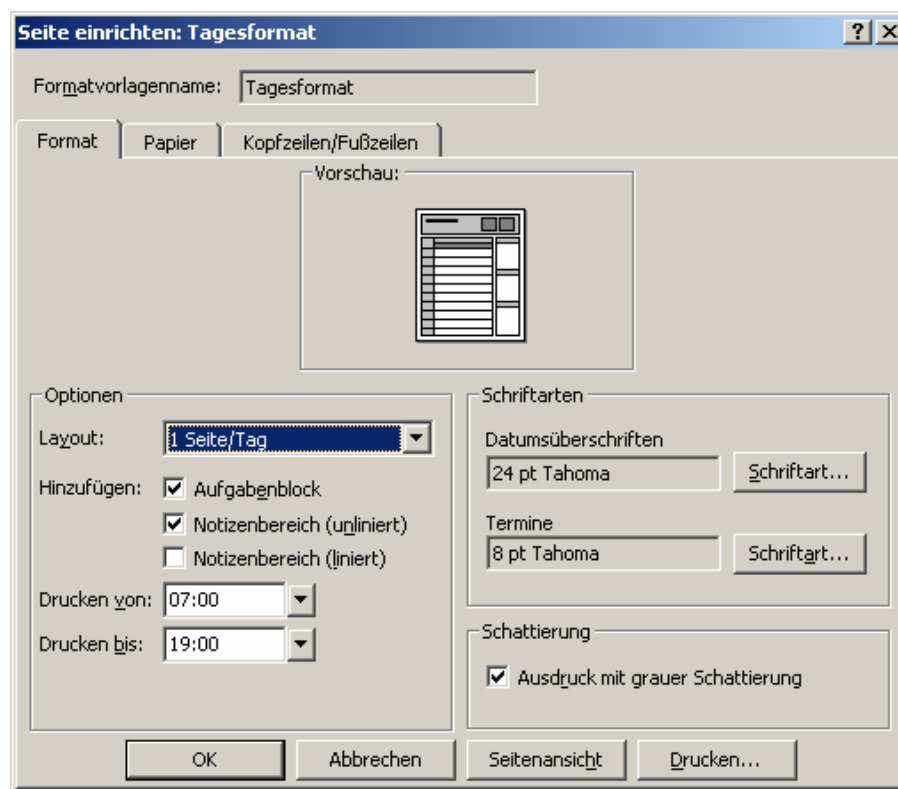 Seite einrichten: Tagesformat
Formatvorlagenname: Tagesformat
Format Papier Kopfzeilen/Fußzeilen
Vorschau:
Optionen
Layout: 1 Seite/Tag
Hinzufügen: Aufgabenblock
Notizenbereich (unliniert)
Notizenbereich (liniert)
Drucken von: 07:00
Drucken bis: 19:00
Schriftarten
Datumsüberschriften
24 pt Tahoma Schriftart...
Termine
8 pt Tahoma Schriftart...
Schattierung
Ausdruck mit grauer Schattierung
OK Abbrechen Seitenansicht Drucken...